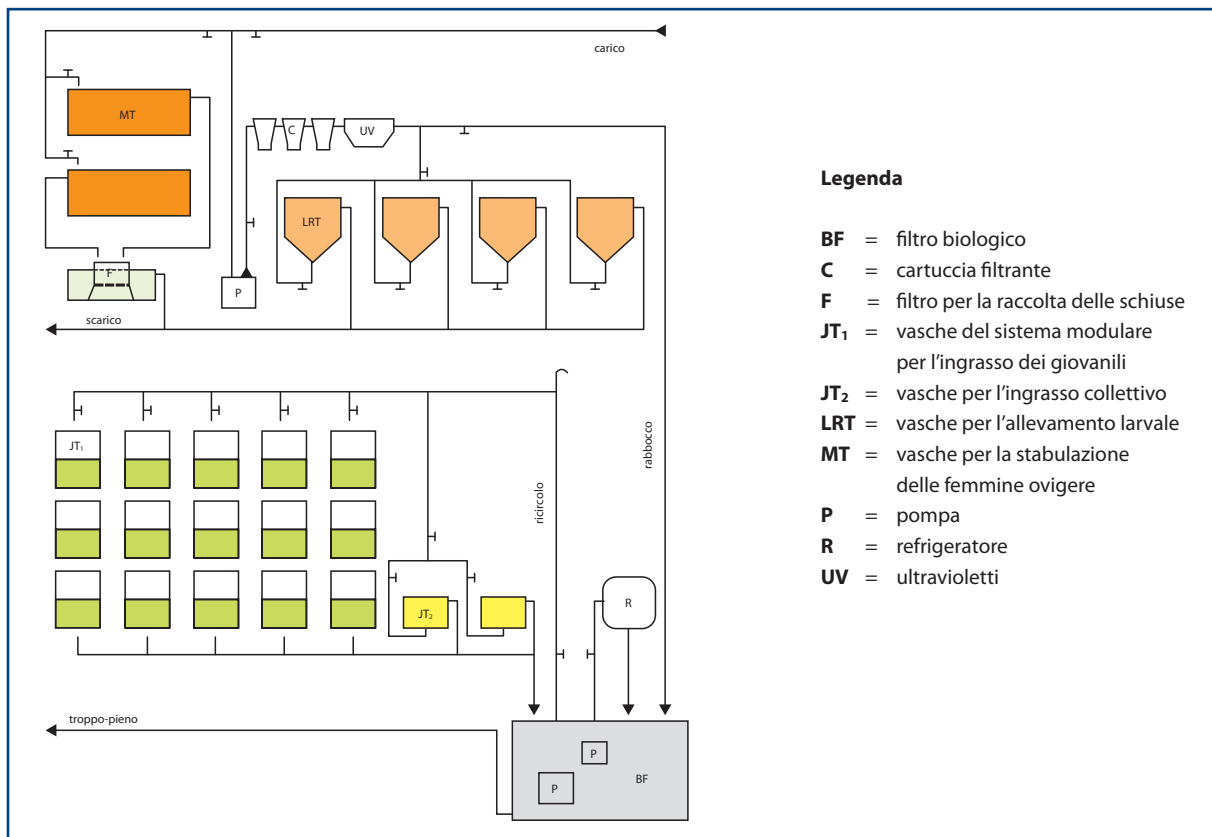 carico
MT
C
UV
LRT
F
P
scarico
JT₁
rabbocco
ricircolo
JT₂
R
troppo-pieno
P
P
BF
Legenda
BF = filtro biologico
C = cartuccia filtrante
F = filtro per la raccolta delle schiuse
JT₁ = vasche del sistema modulare
per l’ingrasso dei giovanili
JT₂ = vasche per l’ingrasso collettivo
LRT = vasche per l’allevamento larvale
MT = vasche per la stabulazione
delle femmine ovigere
P = pompa
R = refrigeratore
UV = ultravioletti